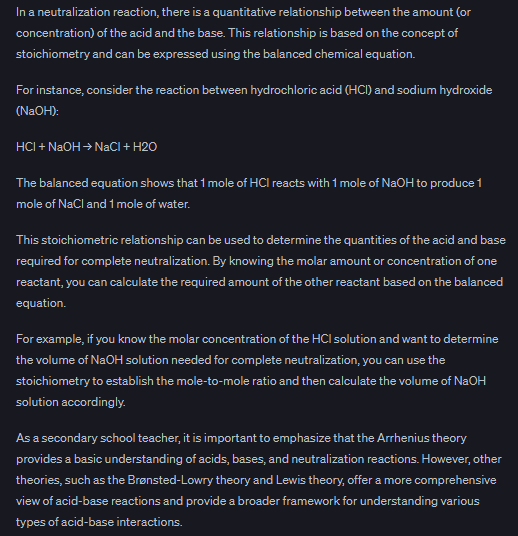 In a neutralization reaction, there is a quantitative relationship between the amount (or
concentration) of the acid and the base. This relationship is based on the concept of
stoichiometry and can be expressed using the balanced chemical equation.
For instance, consider the reaction between hydrochloric acid (HCl) and sodium hydroxide
(NaOH):
HCl + NaOH → NaCl + H2O
The balanced equation shows that 1 mole of HCl reacts with 1 mole of NaOH to produce 1
mole of NaCl and 1 mole of water.
This stoichiometric relationship can be used to determine the quantities of the acid and base
required for complete neutralization. By knowing the molar amount or concentration of one
reactant, you can calculate the required amount of the other reactant based on the balanced
equation.
For example, if you know the molar concentration of the HCl solution and want to determine
the volume of NaOH solution needed for complete neutralization, you can use the
stoichiometry to establish the mole-to-mole ratio and then calculate the volume of NaOH
solution accordingly.
As a secondary school teacher, it is important to emphasize that the Arrhenius theory
provides a basic understanding of acids, bases, and neutralization reactions. However, other
theories, such as the Brønsted-Lowry theory and Lewis theory, offer a more comprehensive
view of acid-base reactions and provide a broader framework for understanding various
types of acid-base interactions.